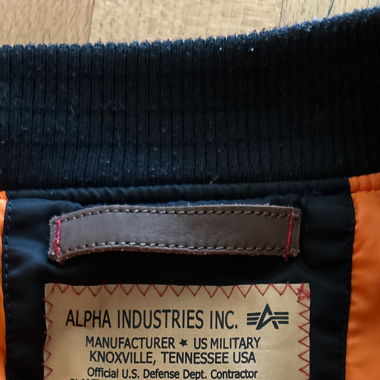 ALPHA INDUSTRIES INC.
MANUFACTURER ★ US MILITARY
KNOXVILLE, TENNESSEE USA
Official U.S. Defense Dept. Contractor